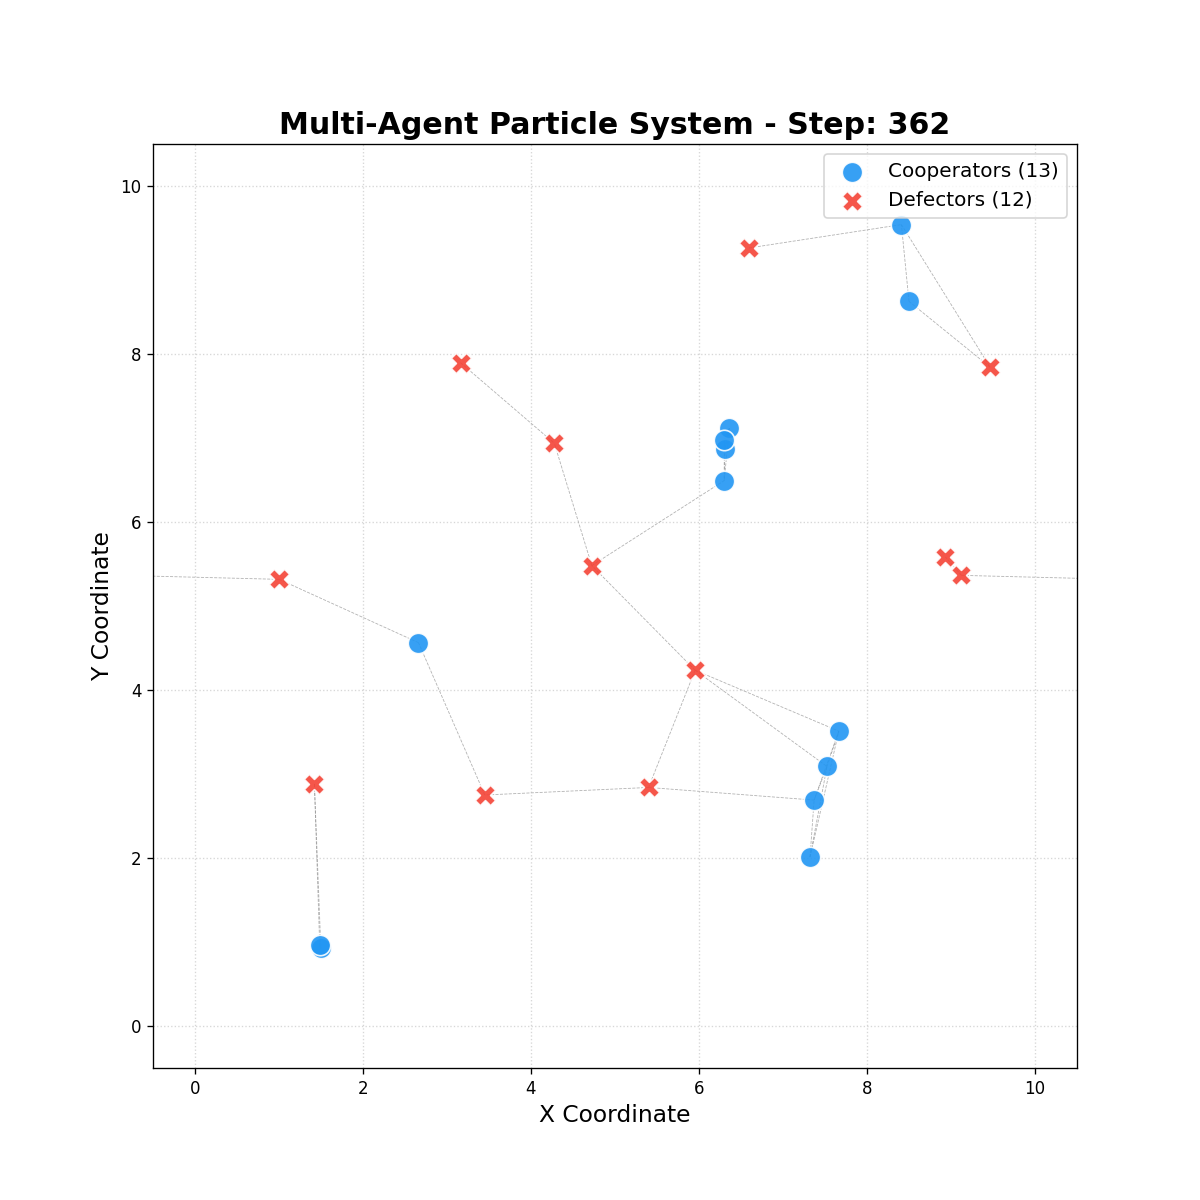 Multi-Agent Particle System - Step: 362
Cooperators (13)
Defectors (12)
10
8
6
4
2
0
Y Coordinate
0 2 4 6 8 10
X Coordinate